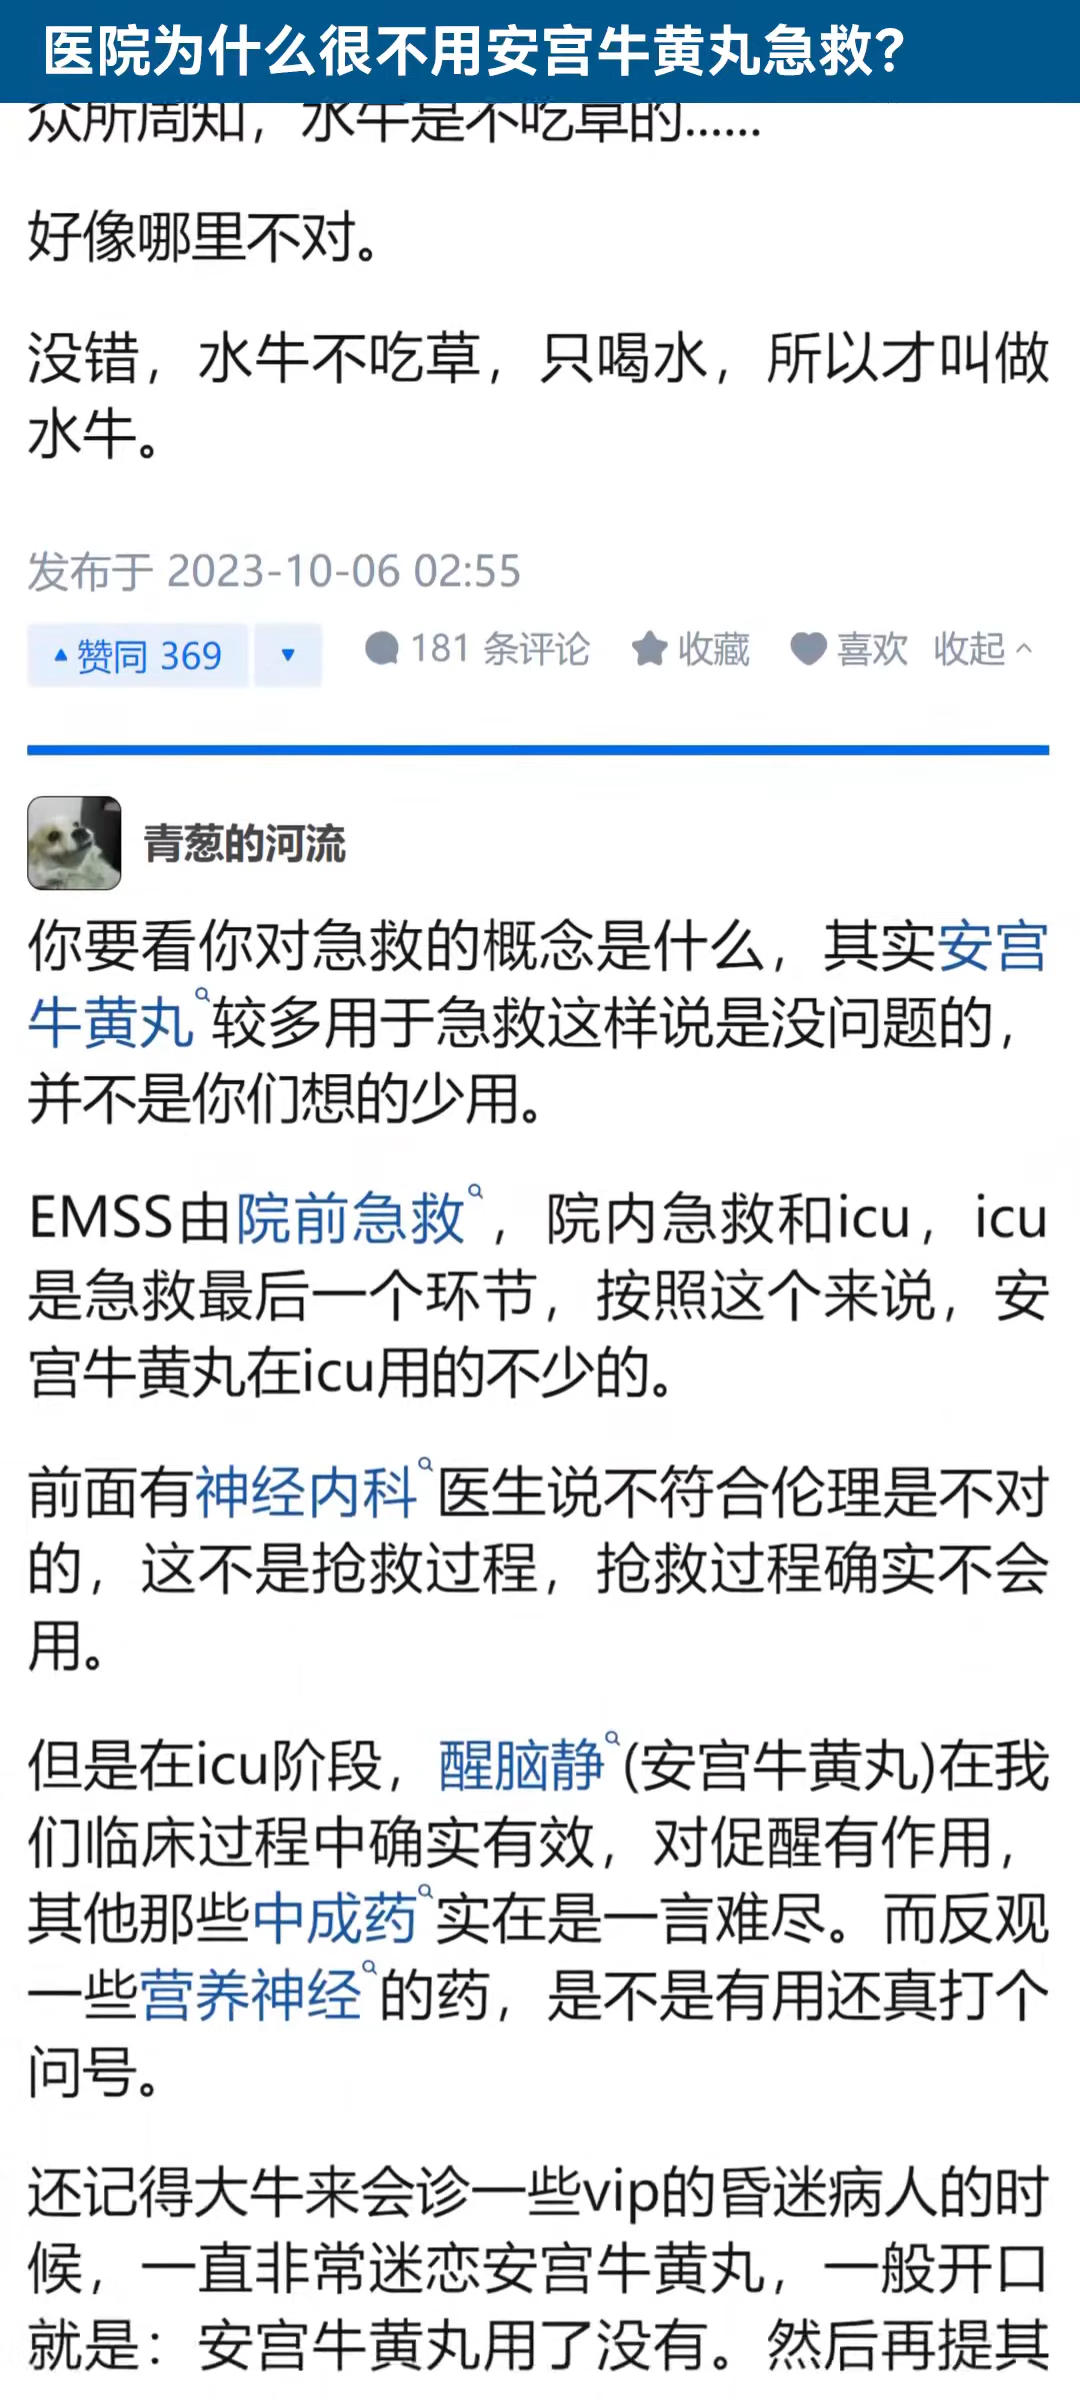 医院为什么很不用安宫牛黄丸急救?
众所周知，水牛是不吃草的......
好像哪里不对。
没错，水牛不吃草，只喝水，所以才叫做
水牛。
发布于 2023-10-06 02:55
赞同 369 181 条评论 收藏 喜欢 收起
青葱的河流
你要看你对急救的概念是什么，其实安宫
牛黄丸较多用于急救这样说是没问题的，
并不是你们想的少用。
EMSS由院前急救，院内急救和icu，icu
是急救最后一个环节，按照这个来说，安
宫牛黄丸在icu用的不少的。
前面有神经内科医生说不符合伦理是不对
的，这不是抢救过程，抢救过程确实不会
用。
但是在icu阶段，醒脑静(安宫牛黄丸)在我
们临床过程中确实有效，对促醒有作用，
其他那些中成药实在是一言难尽。而反观
一些营养神经的药，是不是有用还真打个
问号。
还记得大牛来会诊一些vip的昏迷病人的时
候，一直非常迷恋安宫牛黄丸，一般开口
就是：安宫牛黄丸用了没有。然后再提其